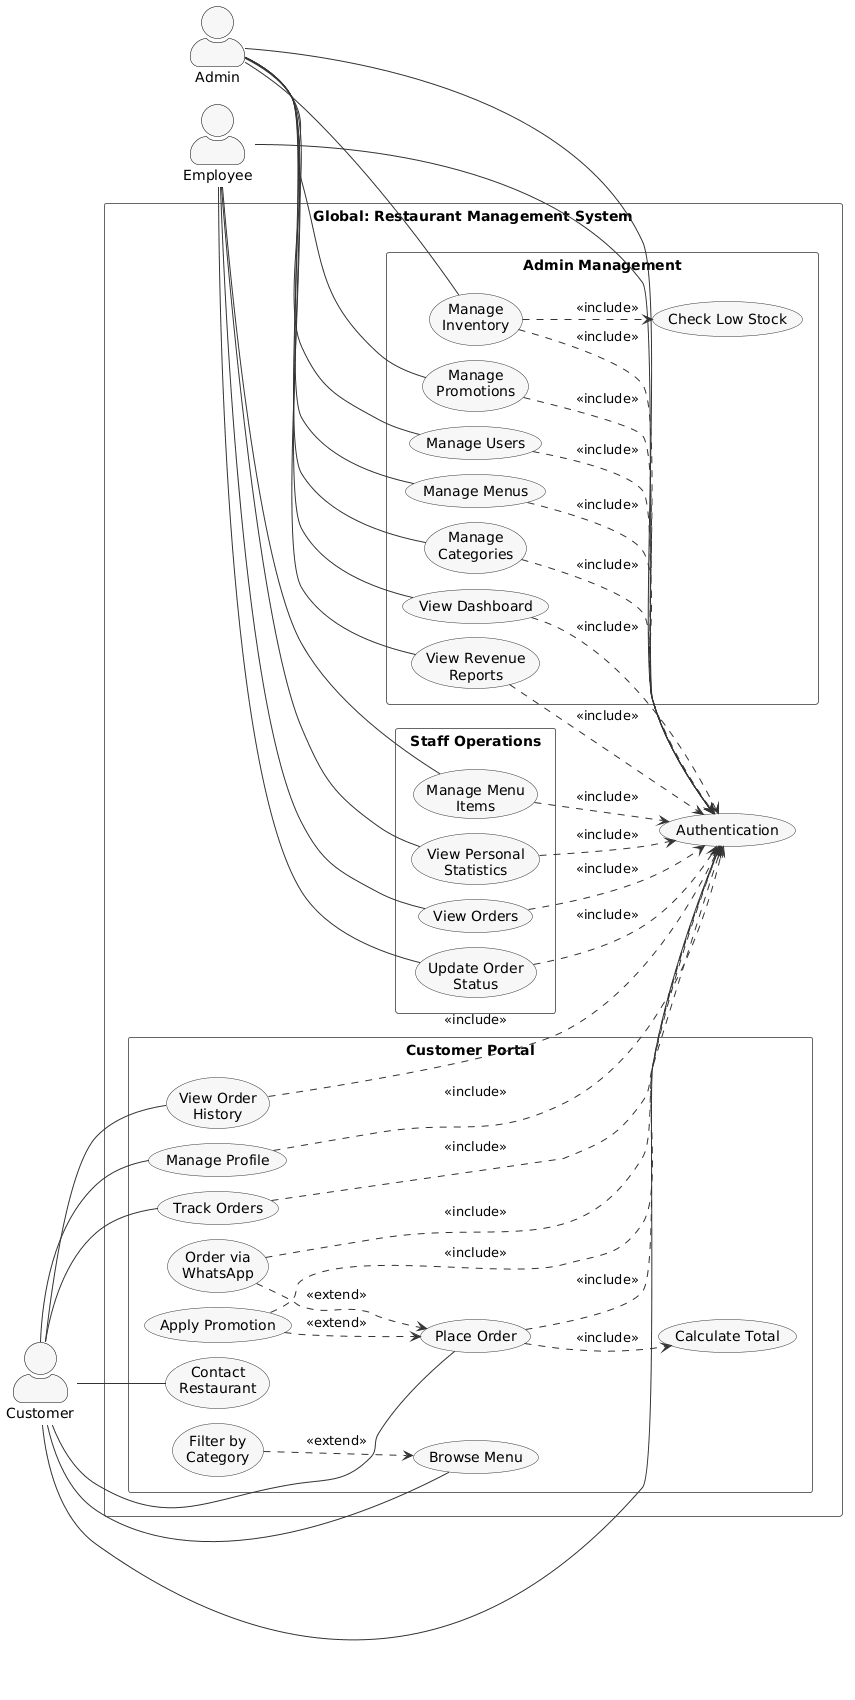 Admin
Employee
Global: Restaurant Management System
Admin Management
Manage
Inventory
«include»
Check Low Stock
«include»
Manage
Promotions
«include»
Manage Users
«include»
Manage Menus
«include»
Manage
Categories
«include»
View Dashboard
«include»
View Revenue
Reports
«include»
Staff Operations
Manage Menu
Items
«include»
Authentication
View Personal
Statistics
«include»
View Orders
«include»
Update Order
Status
«include»
«include»
Customer Portal
View Order
History
«include»
Manage Profile
«include»
Track Orders
«include»
Order via
WhatsApp
«include»
«include»
«extend»
Apply Promotion
«extend»
Place Order
«include»
Calculate Total
Contact
Restaurant
Customer
Filter by
Category
«extend»
Browse Menu